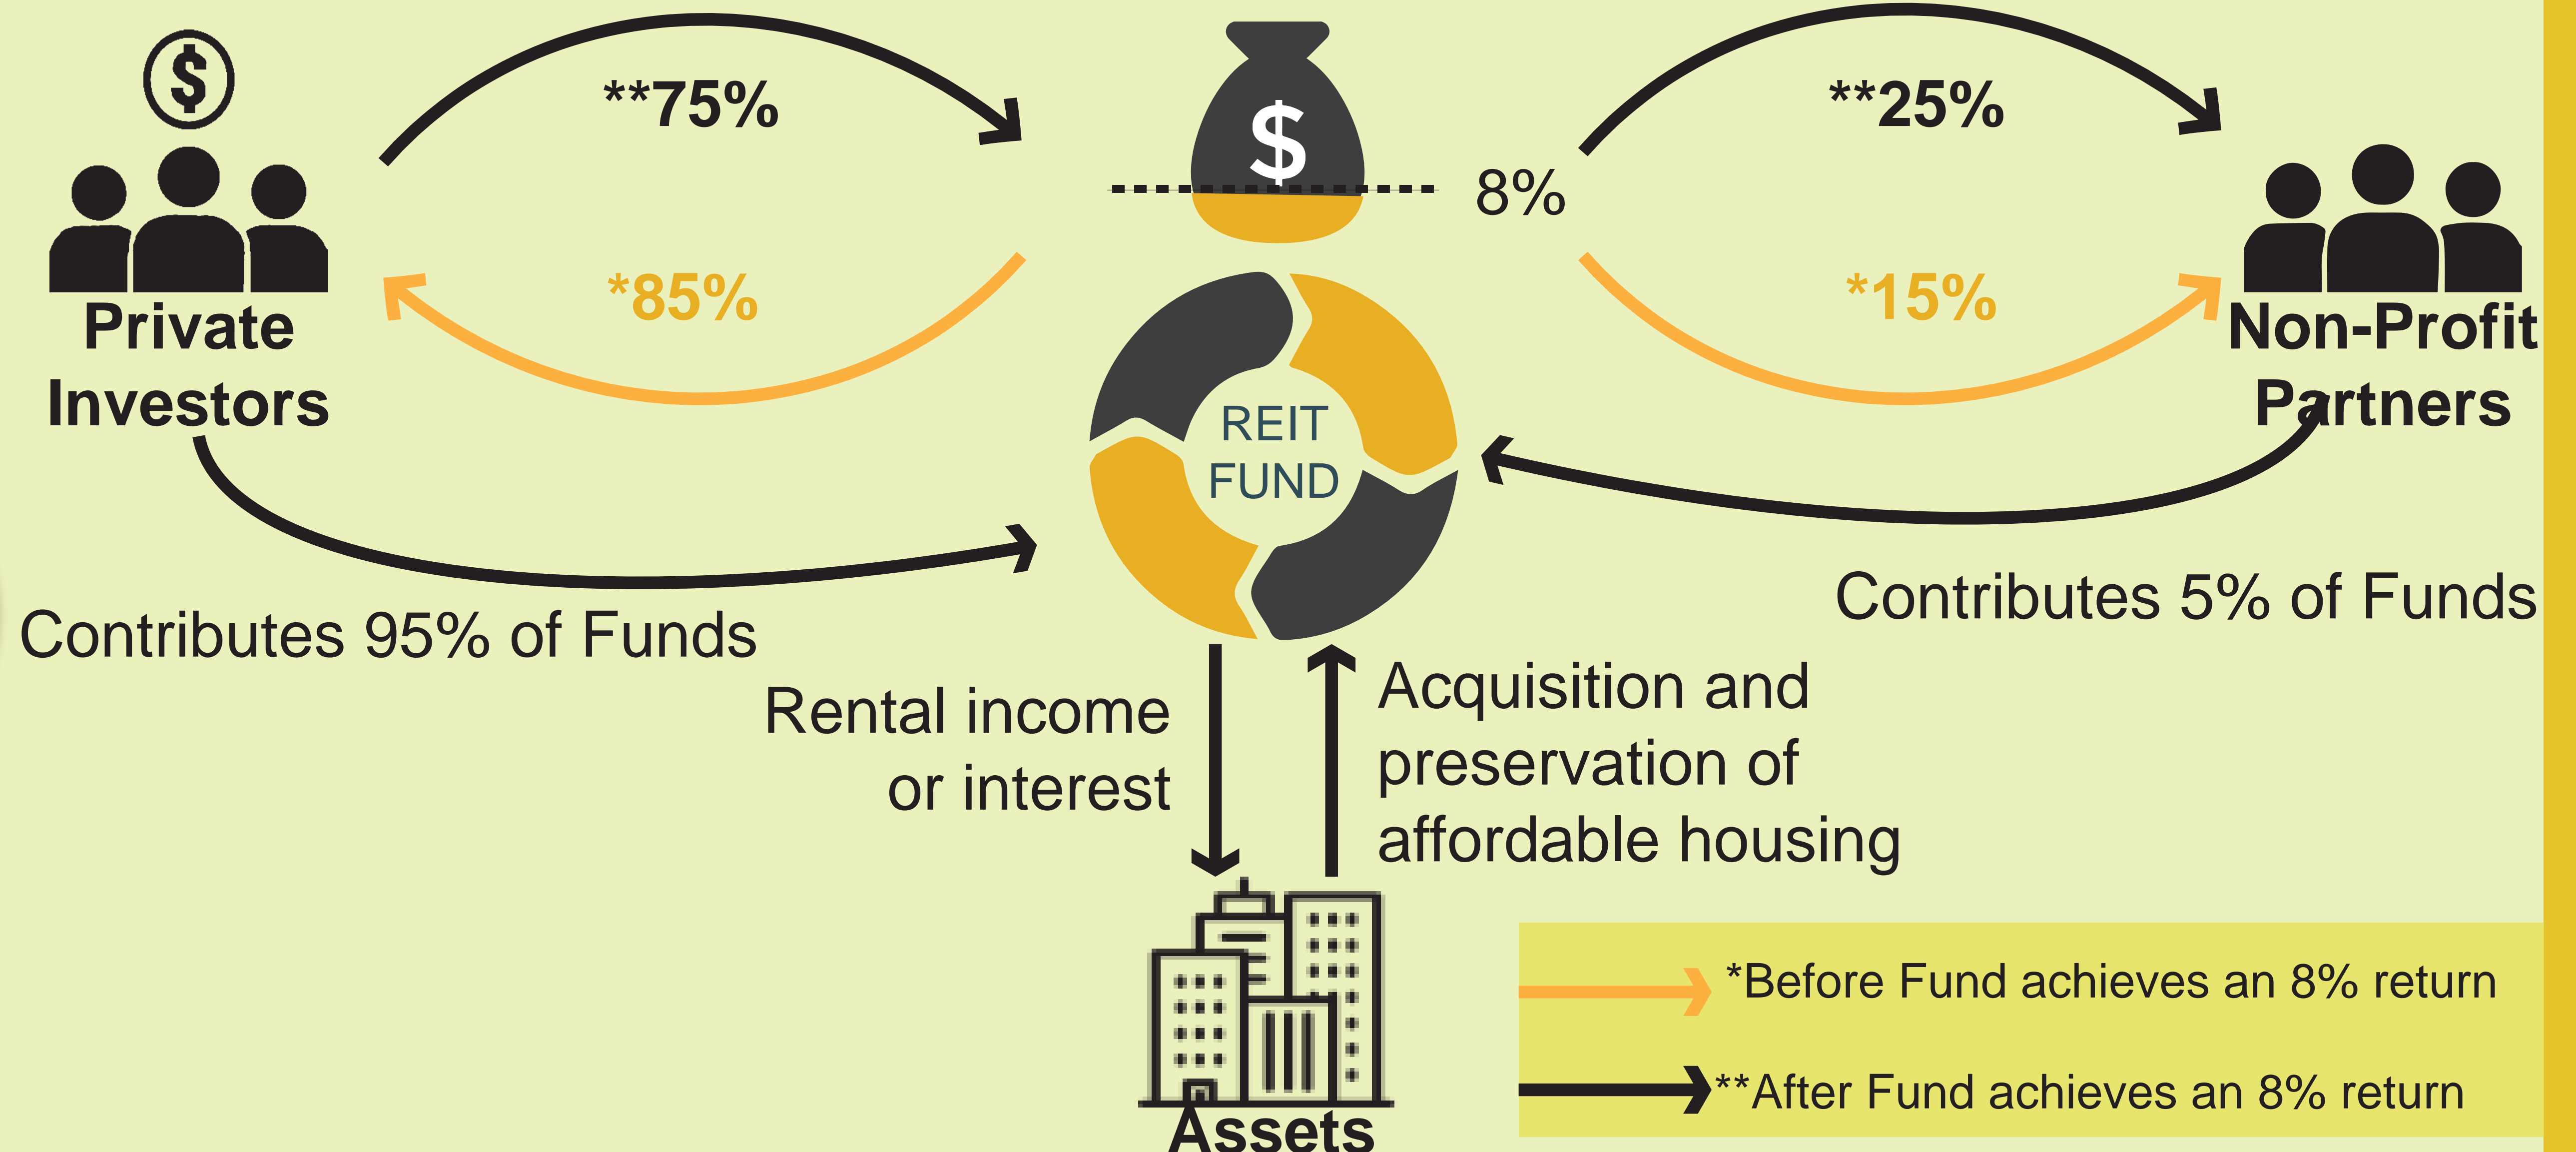 $
**75%
$
**25%
8%
*85%
*15%
Private
Investors
Non-Profit
Partners
REIT
FUND
Contributes 95% of Funds
Contributes 5% of Funds
Rental income
or interest
Acquisition and
preservation of
affordable housing
Assets
*Before Fund achieves an 8% return
**After Fund achieves an 8% return